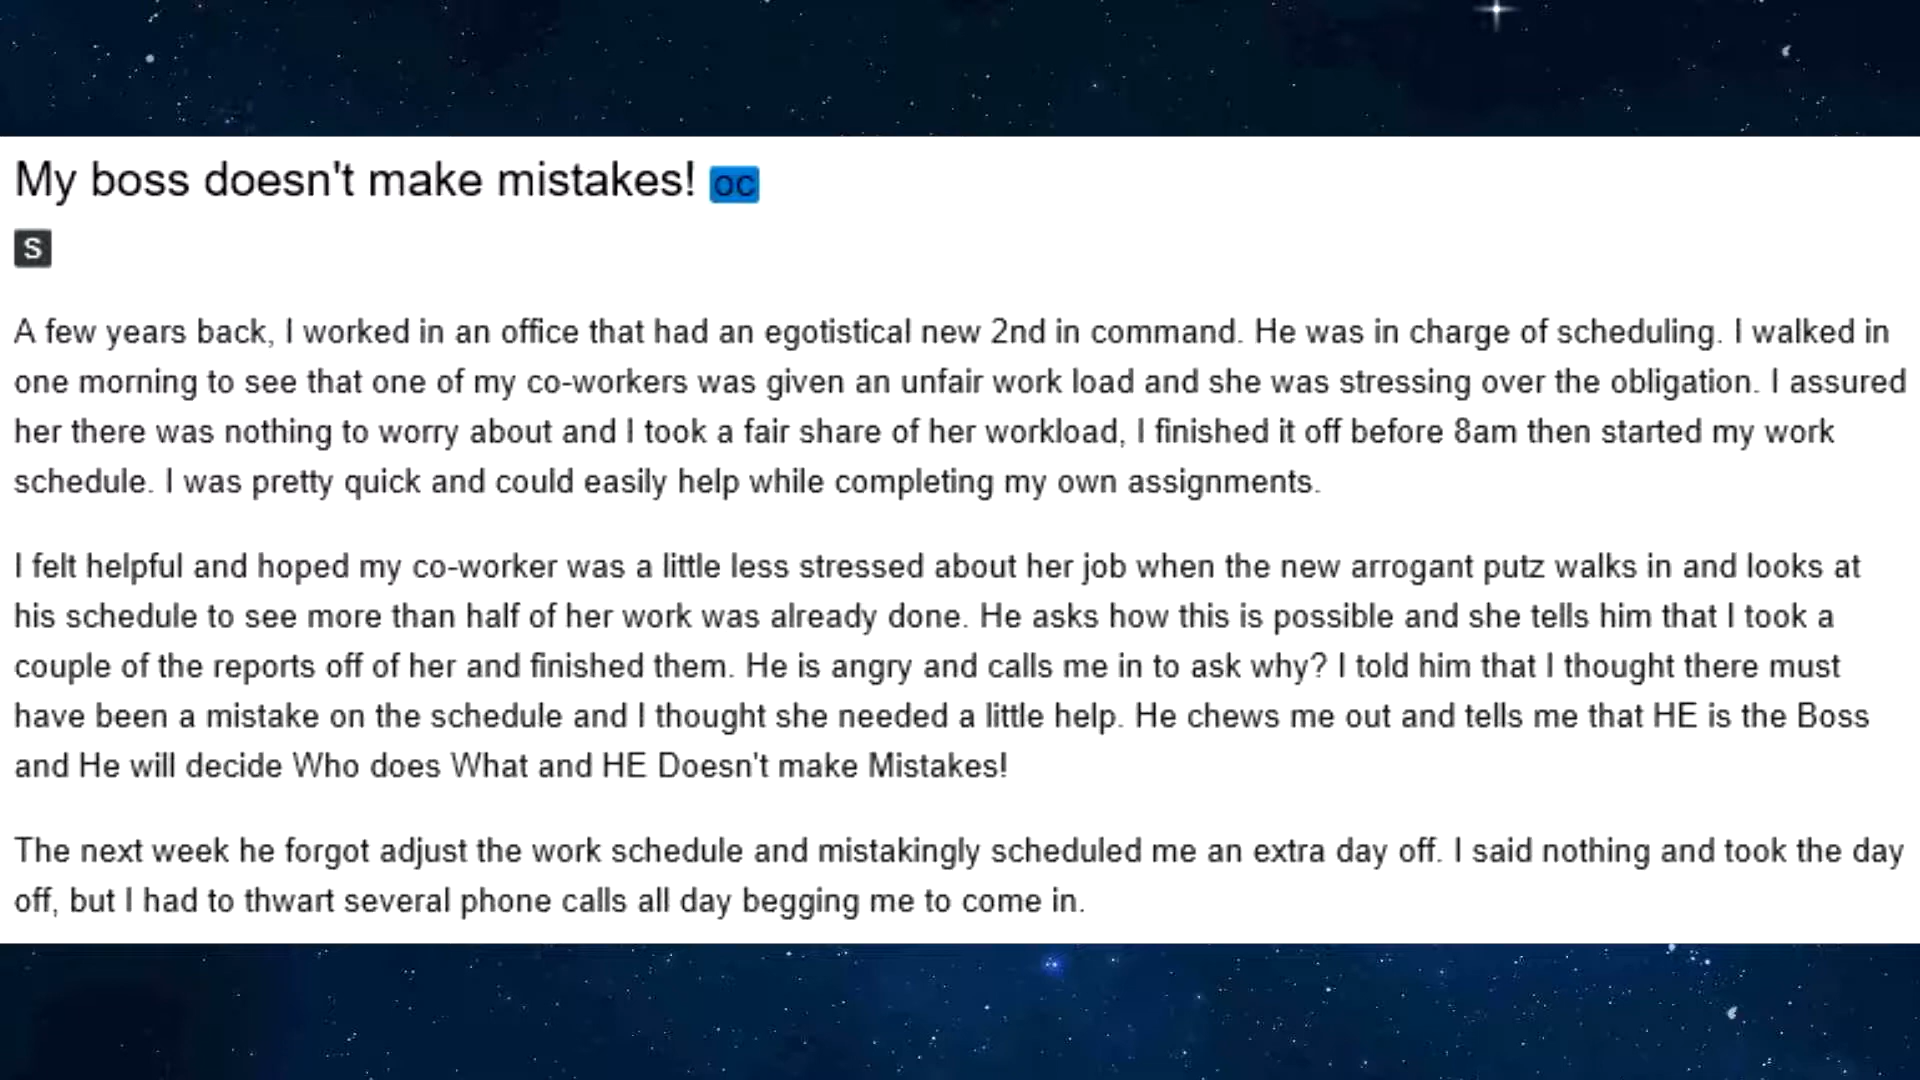 My boss doesn't make mistakes! OC
S
A few years back, I worked in an office that had an egotistical new 2nd in command. He was in charge of scheduling. I walked in
one morning to see that one of my co-workers was given an unfair work load and she was stressing over the obligation. I assured
her there was nothing to worry about and I took a fair share of her workload, I finished it off before 8am then started my work
schedule. I was pretty quick and could easily help while completing my own assignments.
I felt helpful and hoped my co-worker was a little less stressed about her job when the new arrogant putz walks in and looks at
his schedule to see more than half of her work was already done. He asks how this is possible and she tells him that I took a
couple of the reports off of her and finished them. He is angry and calls me in to ask why? I told him that I thought there must
have been a mistake on the schedule and I thought she needed a little help. He chews me out and tells me that HE is the Boss
and He will decide Who does What and HE Doesn't make Mistakes!
The next week he forgot adjust the work schedule and mistakingly scheduled me an extra day off. I said nothing and took the day
off, but I had to thwart several phone calls all day begging me to come in.